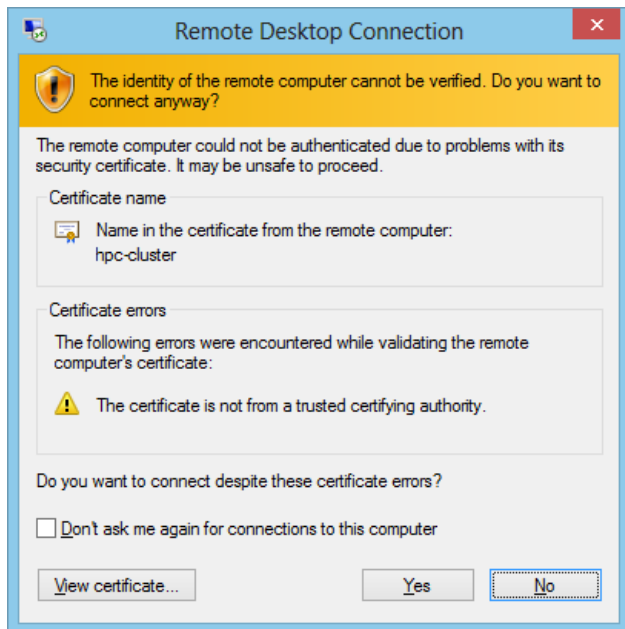 Remote Desktop Connection
The identity of the remote computer cannot be verified. Do you want to
connect anyway?
The remote computer could not be authenticated due to problems with its
security certificate. It may be unsafe to proceed.
Certificate name
Name in the certificate from the remote computer:
hpc-cluster
Certificate errors
The following errors were encountered while validating the remote
computer's certificate:
The certificate is not from a trusted certifying authority.
Do you want to connect despite these certificate errors?
Don't ask me again for connections to this computer
View certificate... Yes No